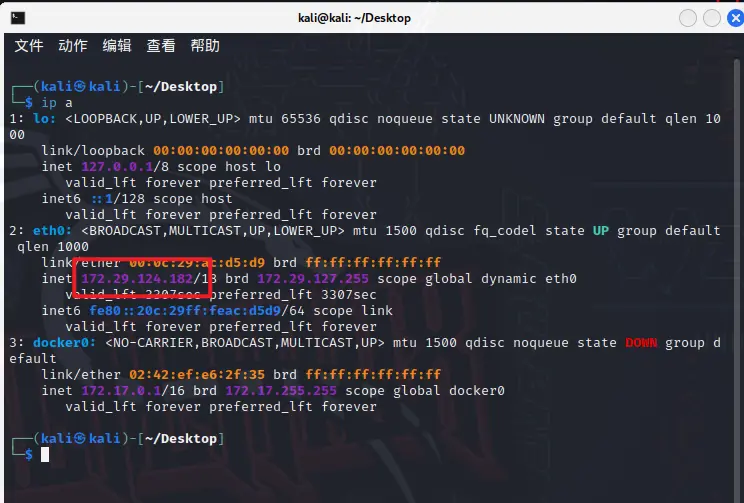 kali@kali: ~/Desktop
文件 动作 编辑 查看 帮助
┌──(kali㉿kali)-[~/Desktop]
└─$ ip a
1: lo: <LOOPBACK,UP,LOWER_UP> mtu 65536 qdisc noqueue state UNKNOWN group default qlen 10
00
link/loopback 00:00:00:00:00:00 brd 00:00:00:00:00:00
inet 127.0.0.1/8 scope host lo
valid_lft forever preferred_lft forever
inet6 ::1/128 scope host
valid_lft forever preferred_lft forever
2: eth0: <BROADCAST,MULTICAST,UP,LOWER_UP> mtu 1500 qdisc fq_codel state UP group default
qlen 1000
link/ether 00:0c:29:ac:d5:d9 brd ff:ff:ff:ff:ff:ff
inet 172.29.124.182/18 brd 172.29.127.255 scope global dynamic eth0
valid_lft 3307sec preferred_lft 3307sec
inet6 fe80::20c:29ff:feac:d5d9/64 scope link
valid_lft forever preferred_lft forever
3: docker0: <NO-CARRIER,BROADCAST,MULTICAST,UP> mtu 1500 qdisc noqueue state DOWN group d
efault
link/ether 02:42:ef:e6:2f:35 brd ff:ff:ff:ff:ff:ff
inet 172.17.0.1/16 brd 172.17.255.255 scope global docker0
valid_lft forever preferred_lft forever
┌──(kali㉿kali)-[~/Desktop]
└─$